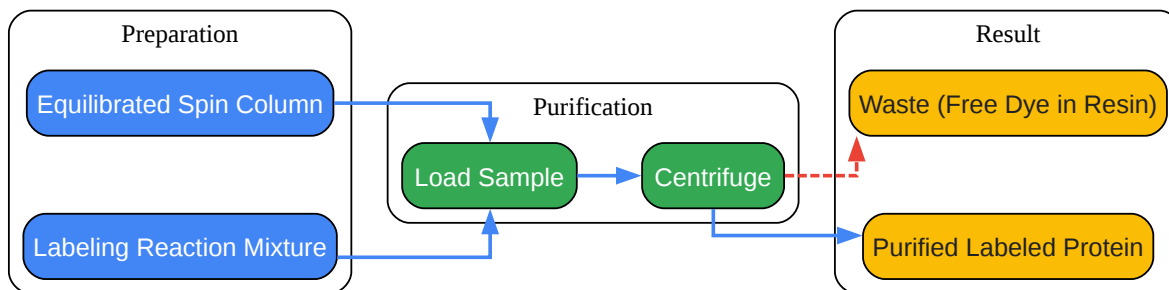 Preparation
Equilibrated Spin Column
Labeling Reaction Mixture
Purification
Load Sample
Centrifuge
Result
Waste (Free Dye in Resin)
Purified Labeled Protein